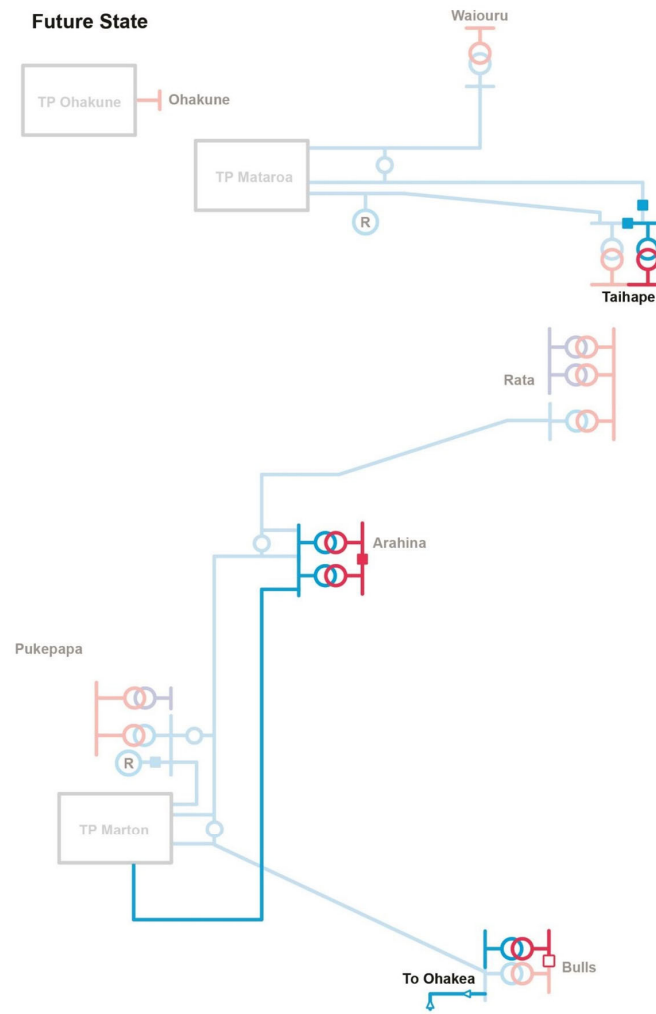 Future State
Waiouru
TP Ohakune
Ohakune
TP Mataroa
R
Taihape
Rata
Arahina
Pukepapa
R
TP Marton
To Ohakea
Bulls